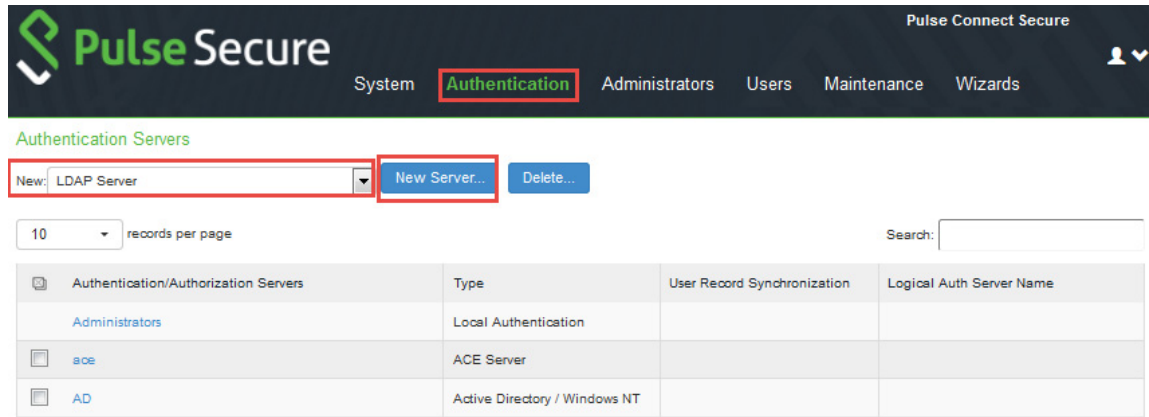 Pulse Connect Secure
Pulse Secure
System Authentication Administrators Users Maintenance Wizards
Authentication Servers
New: LDAP Server New Server... Delete...
10 records per page Search:
Authentication/Authorization Servers Type User Record Synchronization Logical Auth Server Name
Administrators Local Authentication
ace ACE Server
AD Active Directory / Windows NT